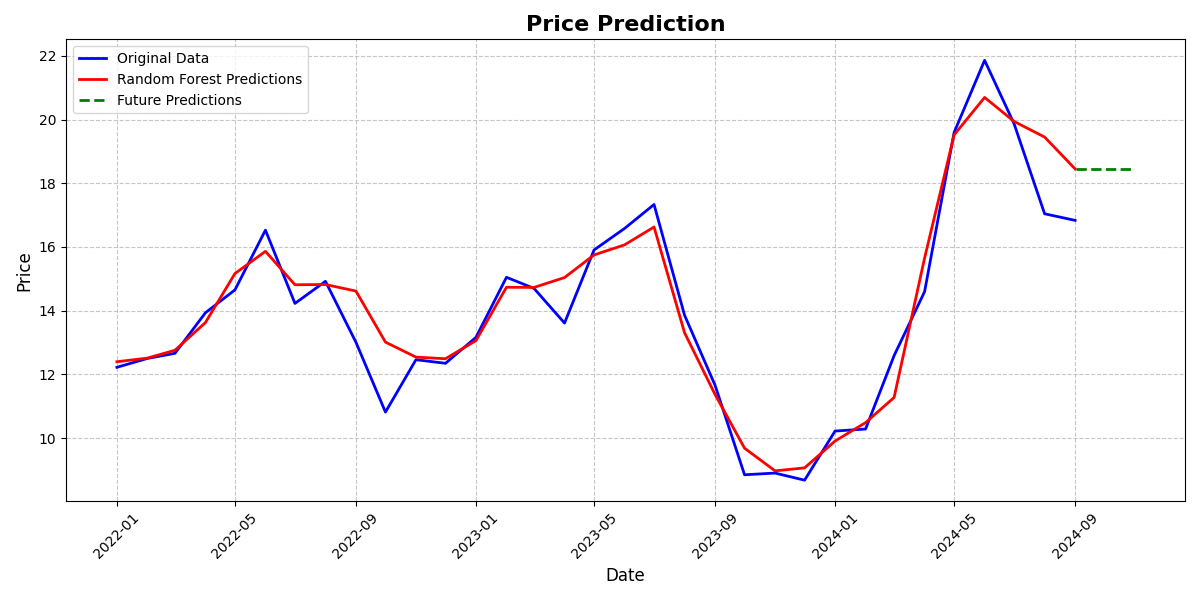 Price Prediction
Original Data
Random Forest Predictions
Future Predictions
Price
22
20
18
16
14
12
10
2022-01
2022-05
2022-09
2023-01
2023-05
2023-09
2024-01
2024-05
2024-09
Date